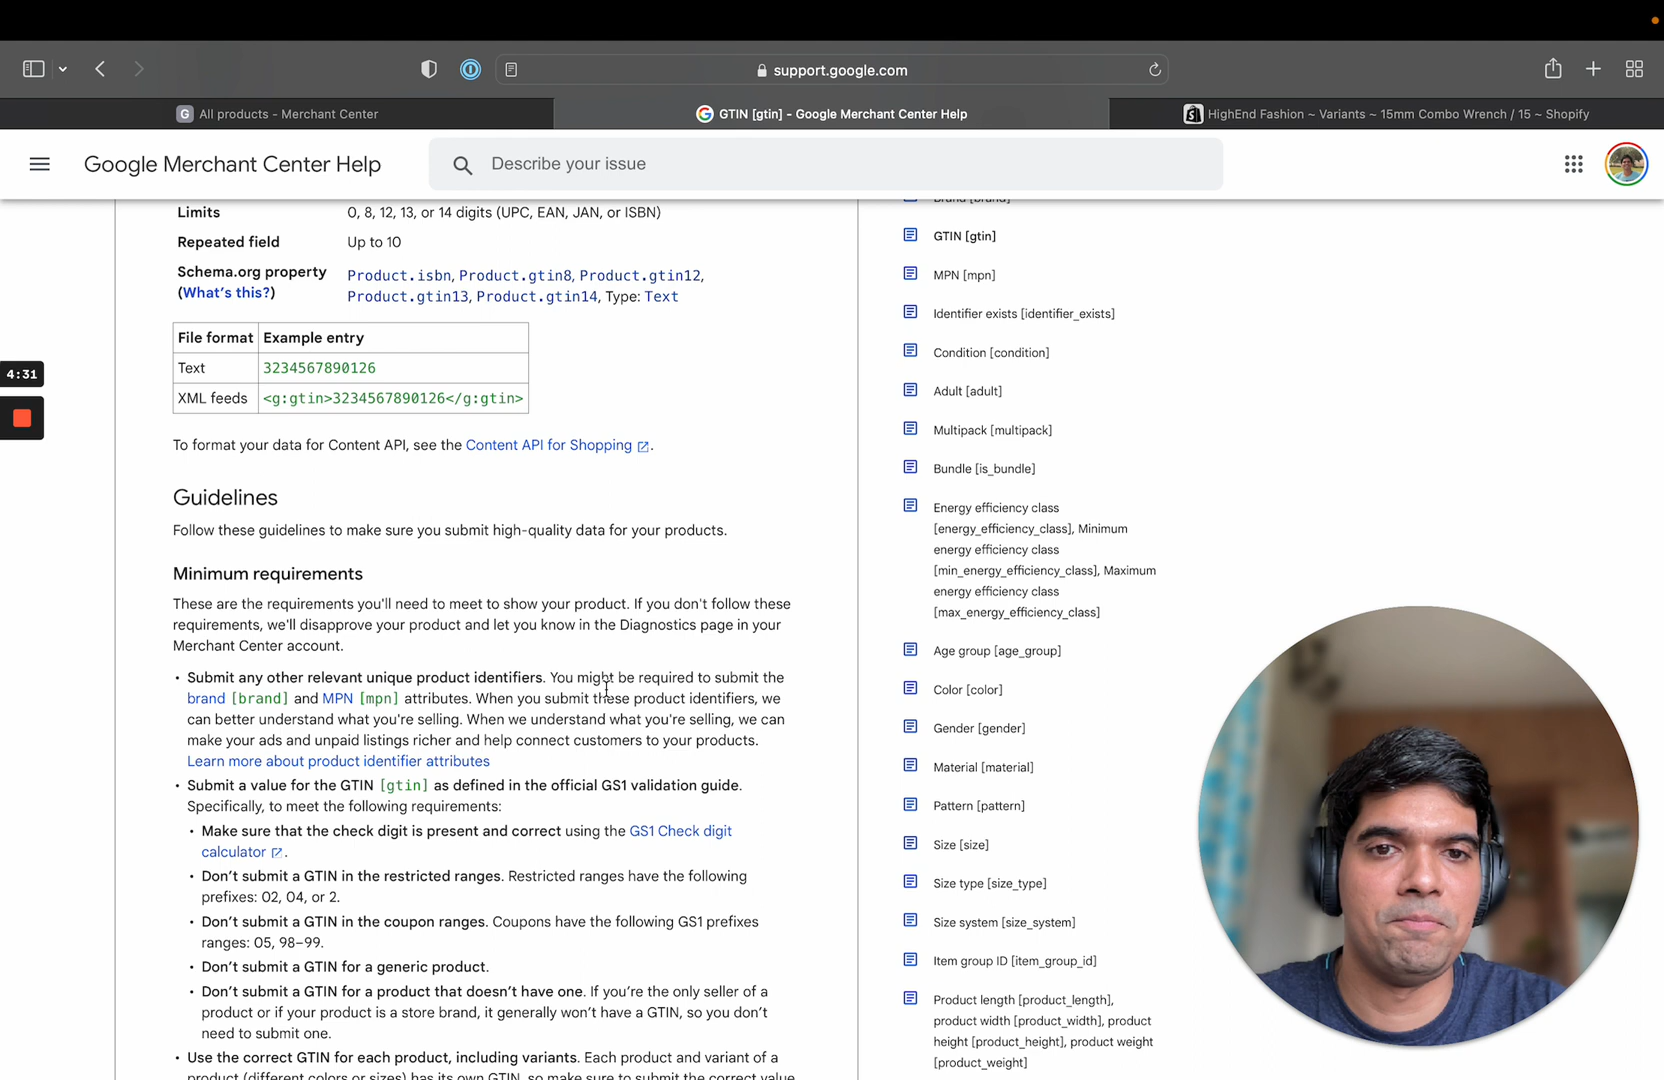 support.google.com
All products - Merchant Center
GTIN [gtin] - Google Merchant Center Help
HighEnd Fashion ~ Variants ~ 15mm Combo Wrench / 15 ~ Shopify
Google Merchant Center Help
Describe your issue
Limits
0, 8, 12, 13, or 14 digits (UPC, EAN, JAN, or ISBN)
Repeated field
Up to 10
Schema.org property
(What's this?)
Product.isbn, Product.gtin8, Product.gtin12,
Product.gtin13, Product.gtin14, Type: Text
File format
Example entry
Text
3234567890126
XML feeds
<g:gtin>3234567890126</g:gtin>
To format your data for Content API, see the Content API for Shopping.
Guidelines
Follow these guidelines to make sure you submit high-quality data for your products.
Minimum requirements
These are the requirements you'll need to meet to show your product. If you don't follow these
requirements, we'll disapprove your product and let you know in the Diagnostics page in your
Merchant Center account.
• Submit any other relevant unique product identifiers. You might be required to submit the
brand [brand] and MPN [mpn] attributes. When you submit these product identifiers, we
can better understand what you're selling. When we understand what you're selling, we can
make your ads and unpaid listings richer and help connect customers to your products.
Learn more about product identifier attributes
• Submit a value for the GTIN [gtin] as defined in the official GS1 validation guide.
Specifically, to meet the following requirements:
• Make sure that the check digit is present and correct using the GS1 Check digit
calculator.
• Don't submit a GTIN in the restricted ranges. Restricted ranges have the following
prefixes: 02, 04, or 2.
• Don't submit a GTIN in the coupon ranges. Coupons have the following GS1 prefixes
ranges: 05, 98–99.
• Don't submit a GTIN for a generic product.
• Don't submit a GTIN for a product that doesn't have one. If you're the only seller of a
product or if your product is a store brand, it generally won't have a GTIN, so you don't
need to submit one.
• Use the correct GTIN for each product, including variants. Each product and variant of a
product (different colors or sizes) has its own GTIN, so make sure to submit the correct value
Brand [brand]
GTIN [gtin]
MPN [mpn]
Identifier exists [identifier_exists]
Condition [condition]
Adult [adult]
Multipack [multipack]
Bundle [is_bundle]
Energy efficiency class
[energy_efficiency_class], Minimum
energy efficiency class
[min_energy_efficiency_class], Maximum
energy efficiency class
[max_energy_efficiency_class]
Age group [age_group]
Color [color]
Gender [gender]
Material [material]
Pattern [pattern]
Size [size]
Size type [size_type]
Size system [size_system]
Item group ID [item_group_id]
Product length [product_length],
product width [product_width], product
height [product_height], product weight
[product_weight]
4:31